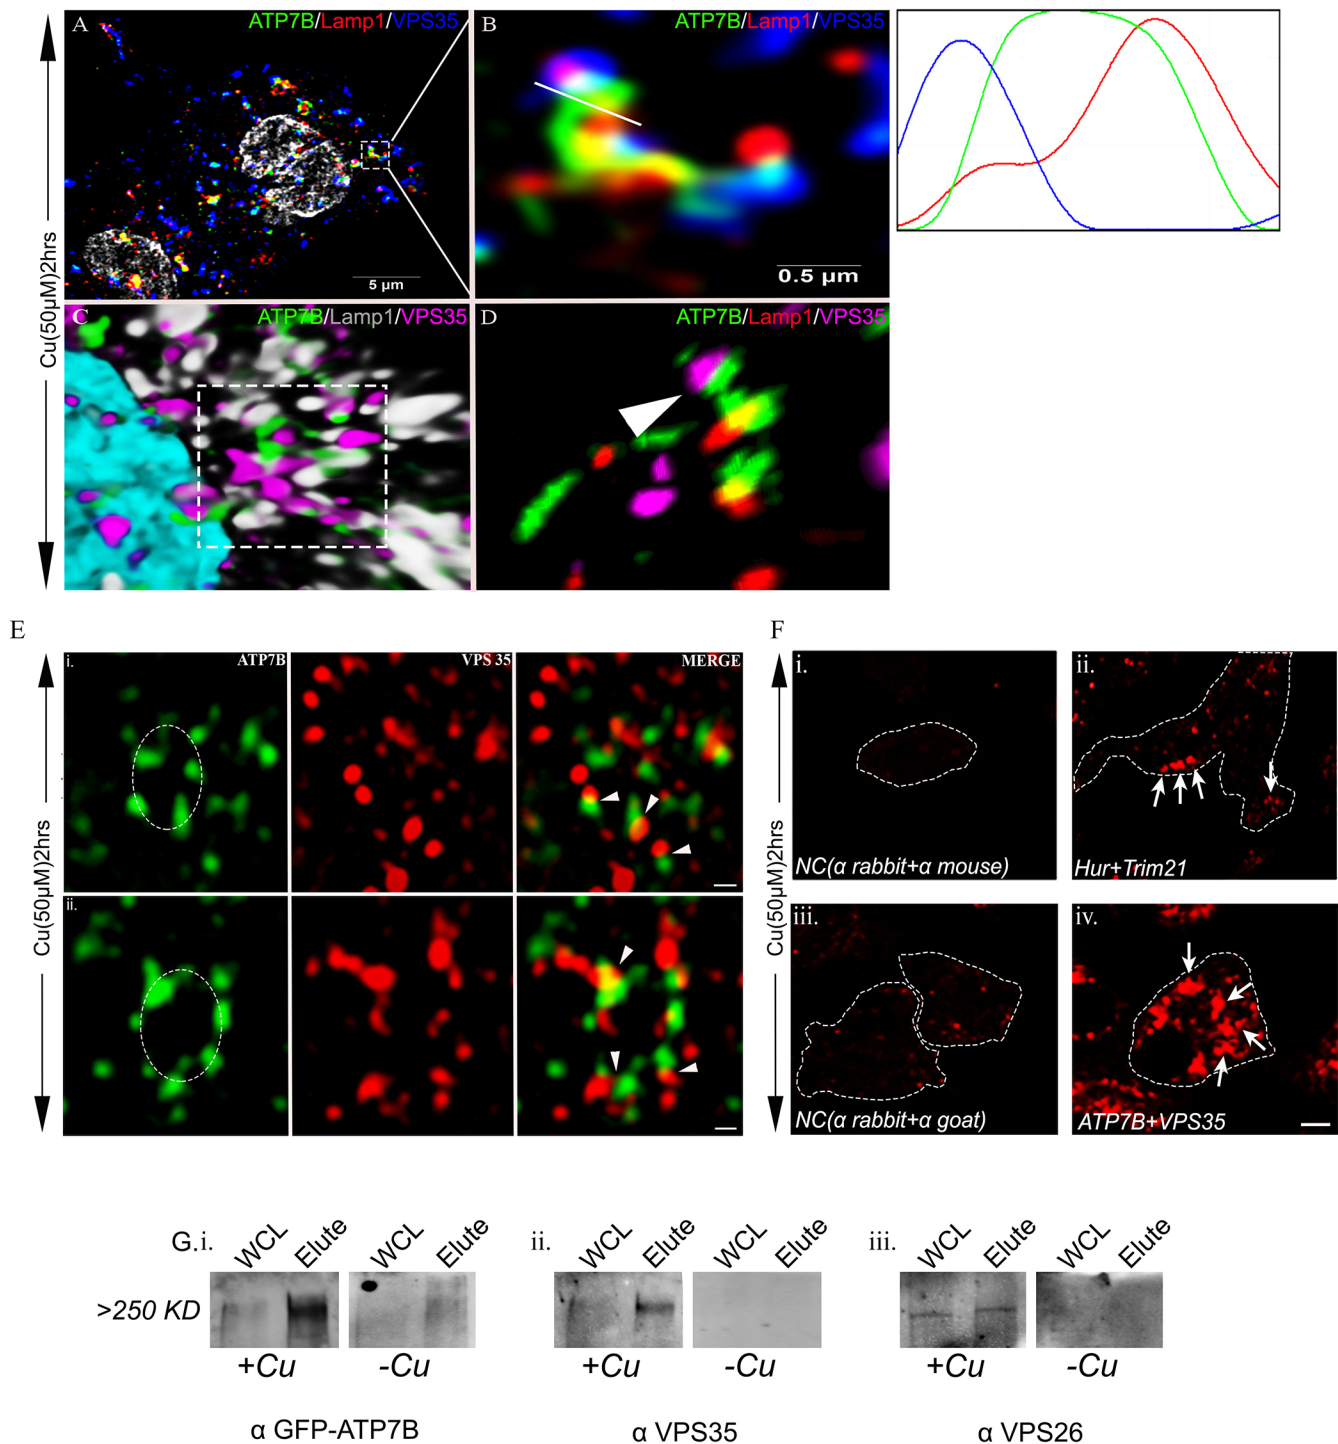 A
ATP7B/Lamp1/VPS35
5 µm
B
ATP7B/Lamp1/VPS35
0.5 µm
Cu(50µM)2hrs
C
ATP7B/Lamp1/VPS35
D
ATP7B/Lamp1/VPS35
E
Cu(50µM)2hrs
i.
ATP7B
VPS 35
MERGE
ii.
F
Cu(50µM)2hrs
i.
NC(α rabbit+α mouse)
ii.
Hur+Trim21
iii.
NC(α rabbit+α goat)
iv.
ATP7B+VPS35
G.i.
WCL
Elute
WCL
Elute
ii.
WCL
Elute
WCL
Elute
iii.
WCL
Elute
WCL
Elute
>250 KD
+Cu
-Cu
+Cu
-Cu
+Cu
-Cu
α GFP-ATP7B
α VPS35
α VPS26